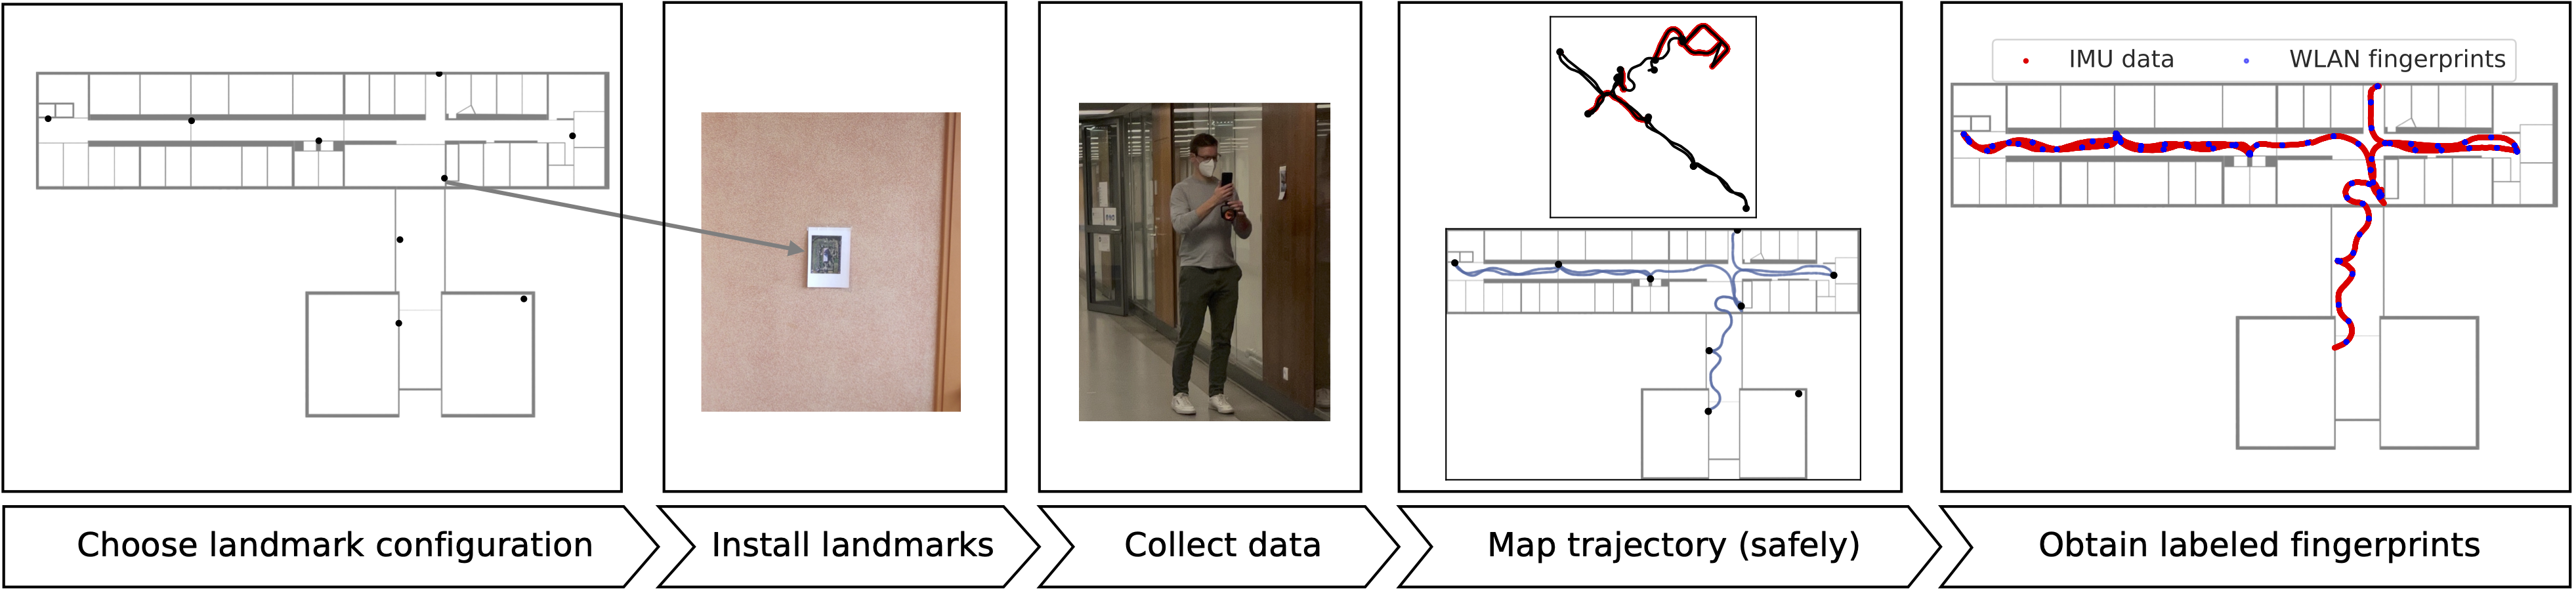 IMU data
WLAN fingerprints
Choose landmark configuration
Install landmarks
Collect data
Map trajectory (safely)
Obtain labeled fingerprints